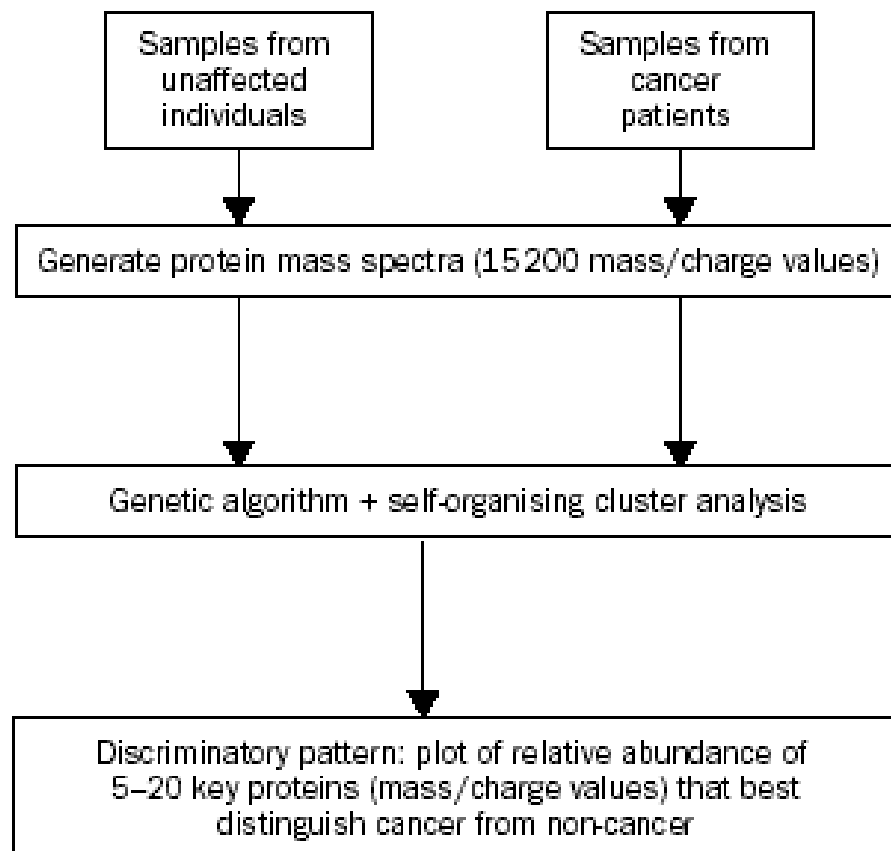 Samples from
unaffected
individuals
Samples from
cancer
patients
Generate protein mass spectra (15 200 mass/charge values)
Genetic algorithm + self-organising cluster analysis
Discriminatory pattern: plot of relative abundance of
5–20 key proteins (mass/charge values) that best
distinguish cancer from non-cancer